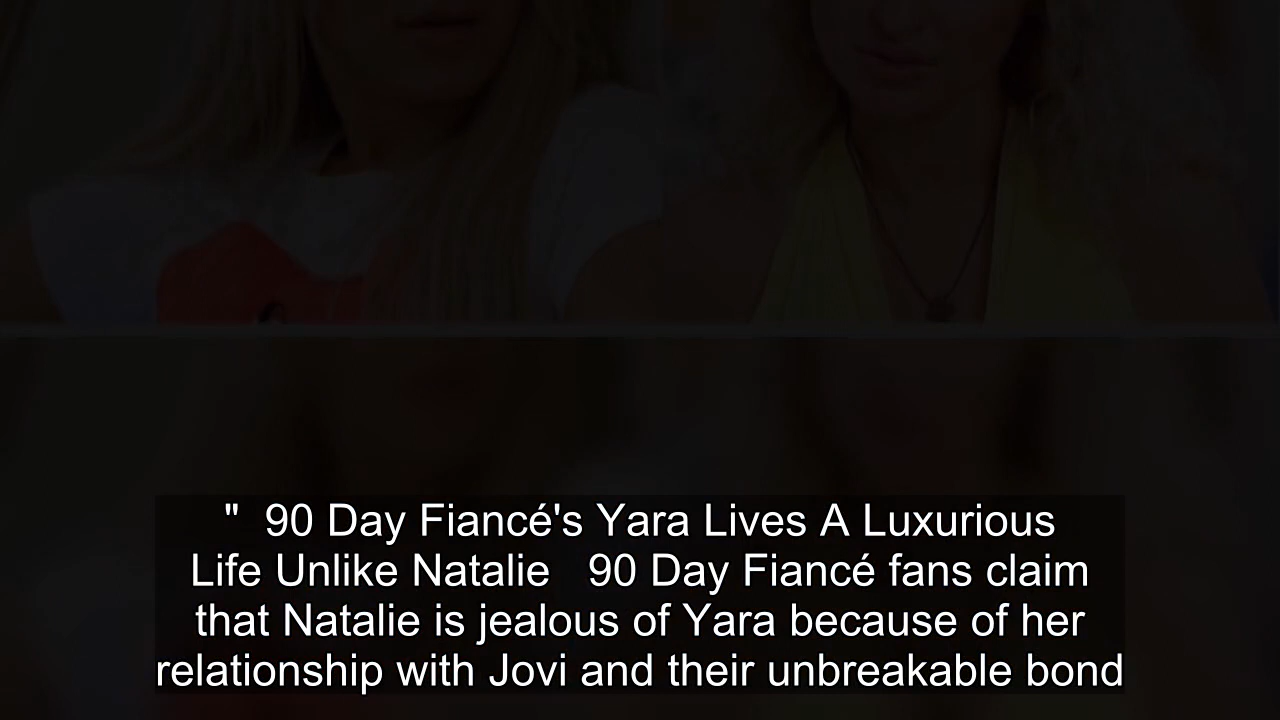 "  90 Day Fiancé's Yara Lives A Luxurious
Life Unlike Natalie   90 Day Fiancé fans claim
that Natalie is jealous of Yara because of her
relationship with Jovi and their unbreakable bond